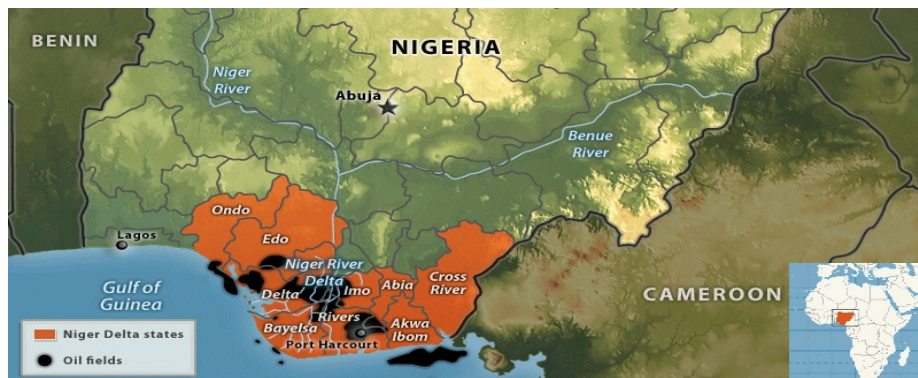 BENIN
NIGERIA
Niger
River
Abuja
Benue
River
Ondo
Lagos
Edo
Niger River
Delta
Gulf of
Guinea
Delta
Imo
Abia
Cross
River
CAMEROON
Bayelsa
Rivers
Akwa
Ibom
Port Harcourt
Niger Delta states
Oil fields